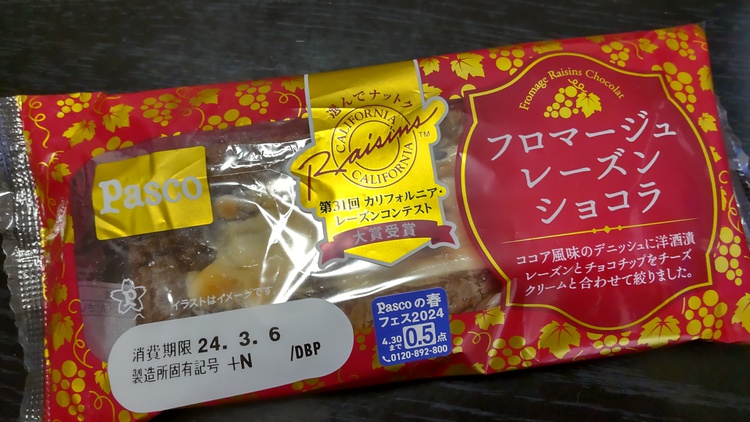 Pasco
選んでナットク
CALIFORNIA
Raisins™
CALIFORNIA
第31回 カリフォルニア・
レーズンコンテスト
大賞受賞
Fromage Raisins Chocolat
フロマージュ
レーズン
ショコラ
ココア風味のデニッシュに洋酒漬
レーズンとチョコチップをチーズ
クリームと合わせて絞りました。
イラストはイメージです
消費期限 24. 3. 6
製造所固有記号 +N /DBP
Pascoの春
フェス2024
4.30まで 0.5点
0120-892-800